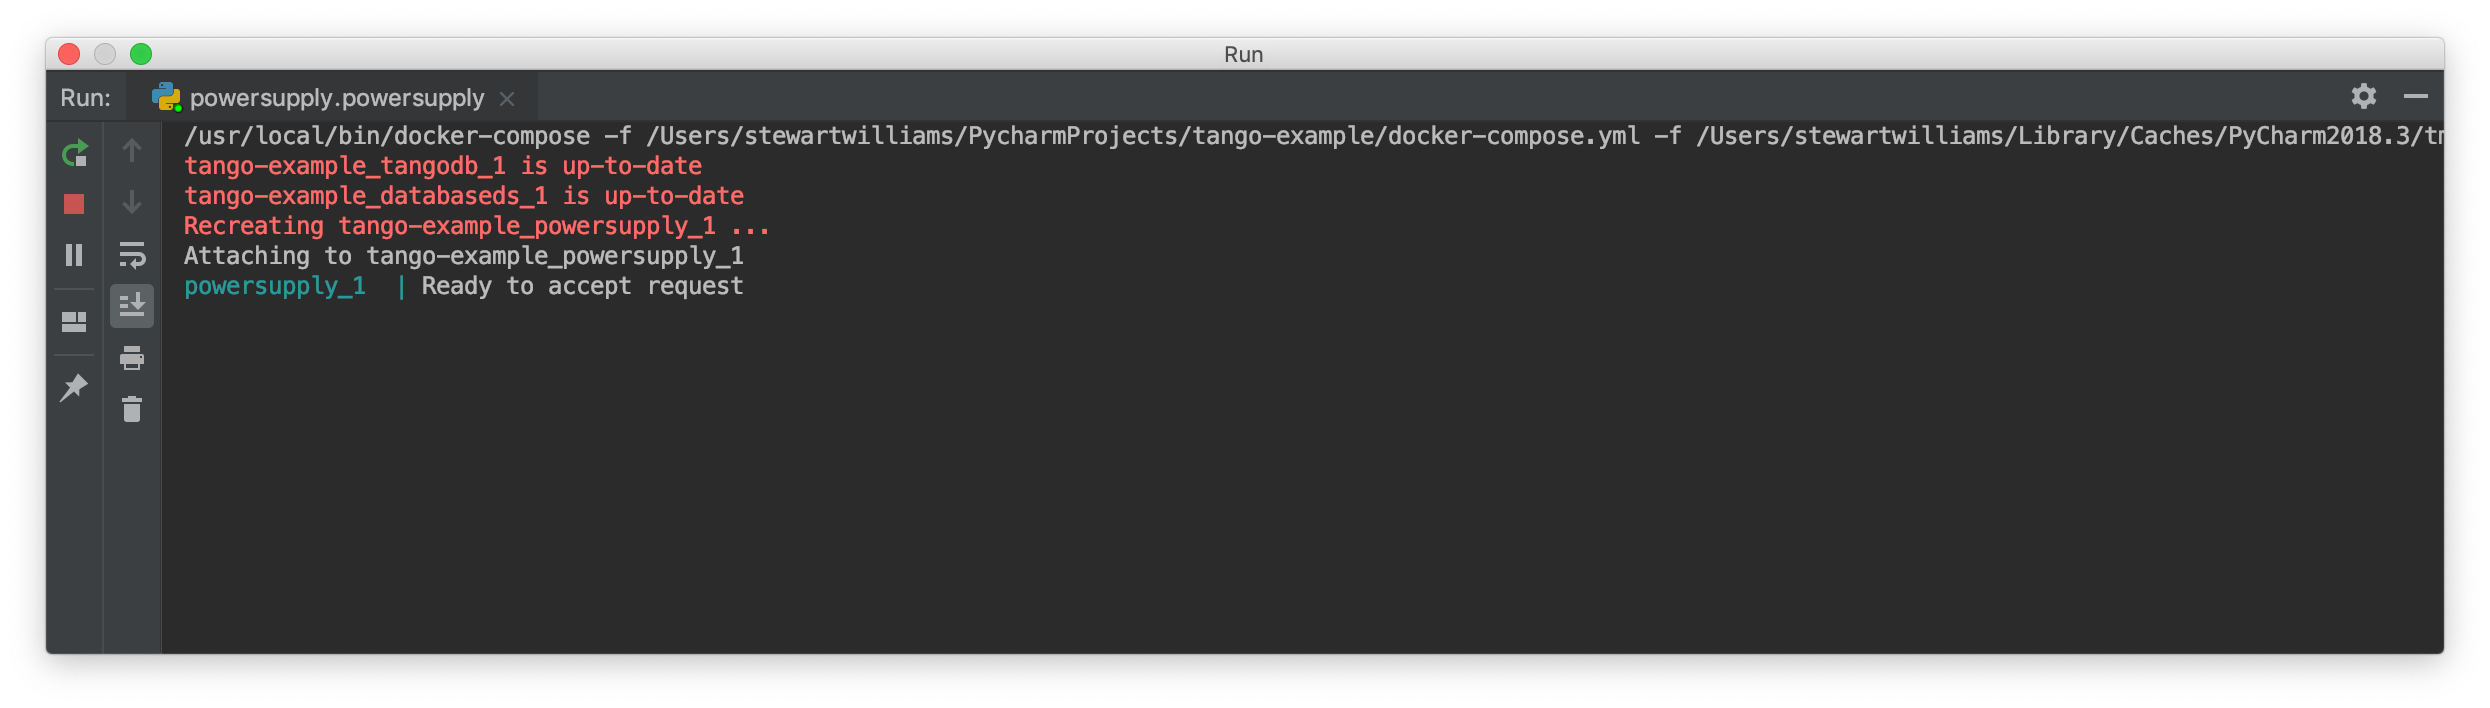 Run
Run: powersupply.powersupply
/usr/local/bin/docker-compose -f /Users/stewartwilliams/PycharmProjects/tango-example/docker-compose.yml -f /Users/stewartwilliams/Library/Caches/PyCharm2018.3/tm
tango-example_tangodb_1 is up-to-date
tango-example_databaseds_1 is up-to-date
Recreating tango-example_powersupply_1 ...
Attaching to tango-example_powersupply_1
powersupply_1  | Ready to accept request